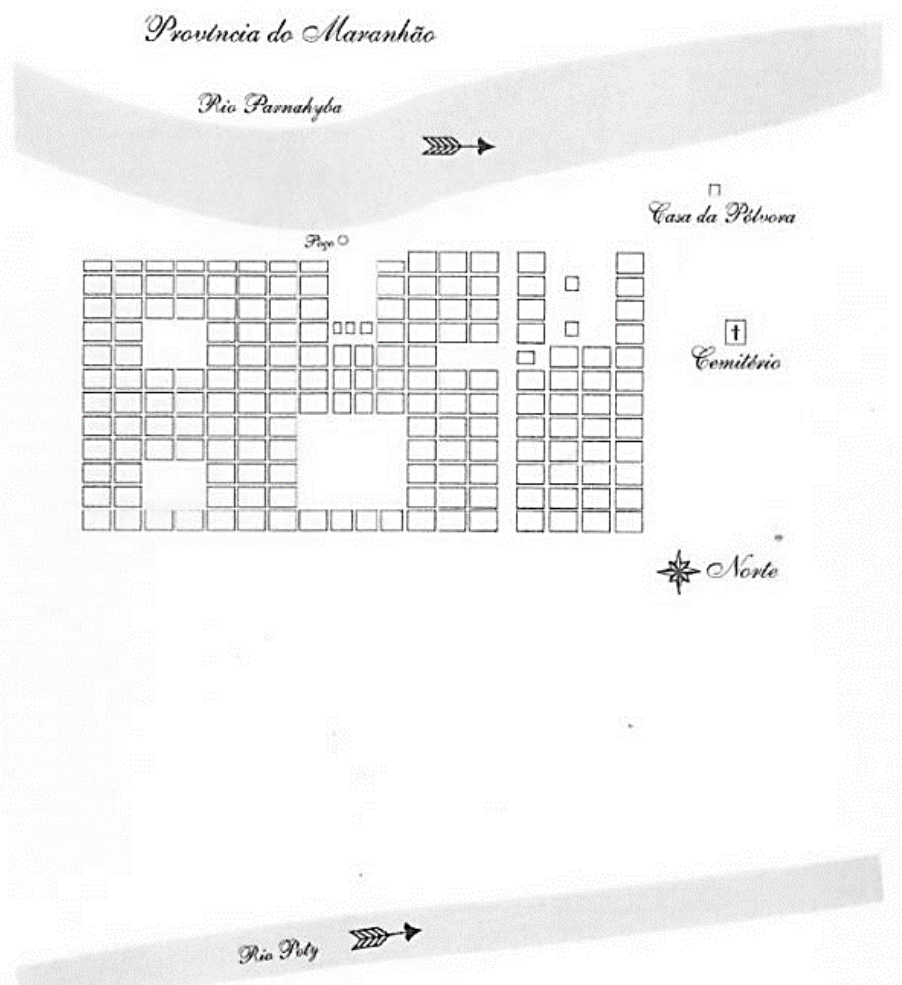 Província do Maranhão
Rio Parnahyba
Casa da Pólvora
Poço
Cemitério
Norte
Rio Poty